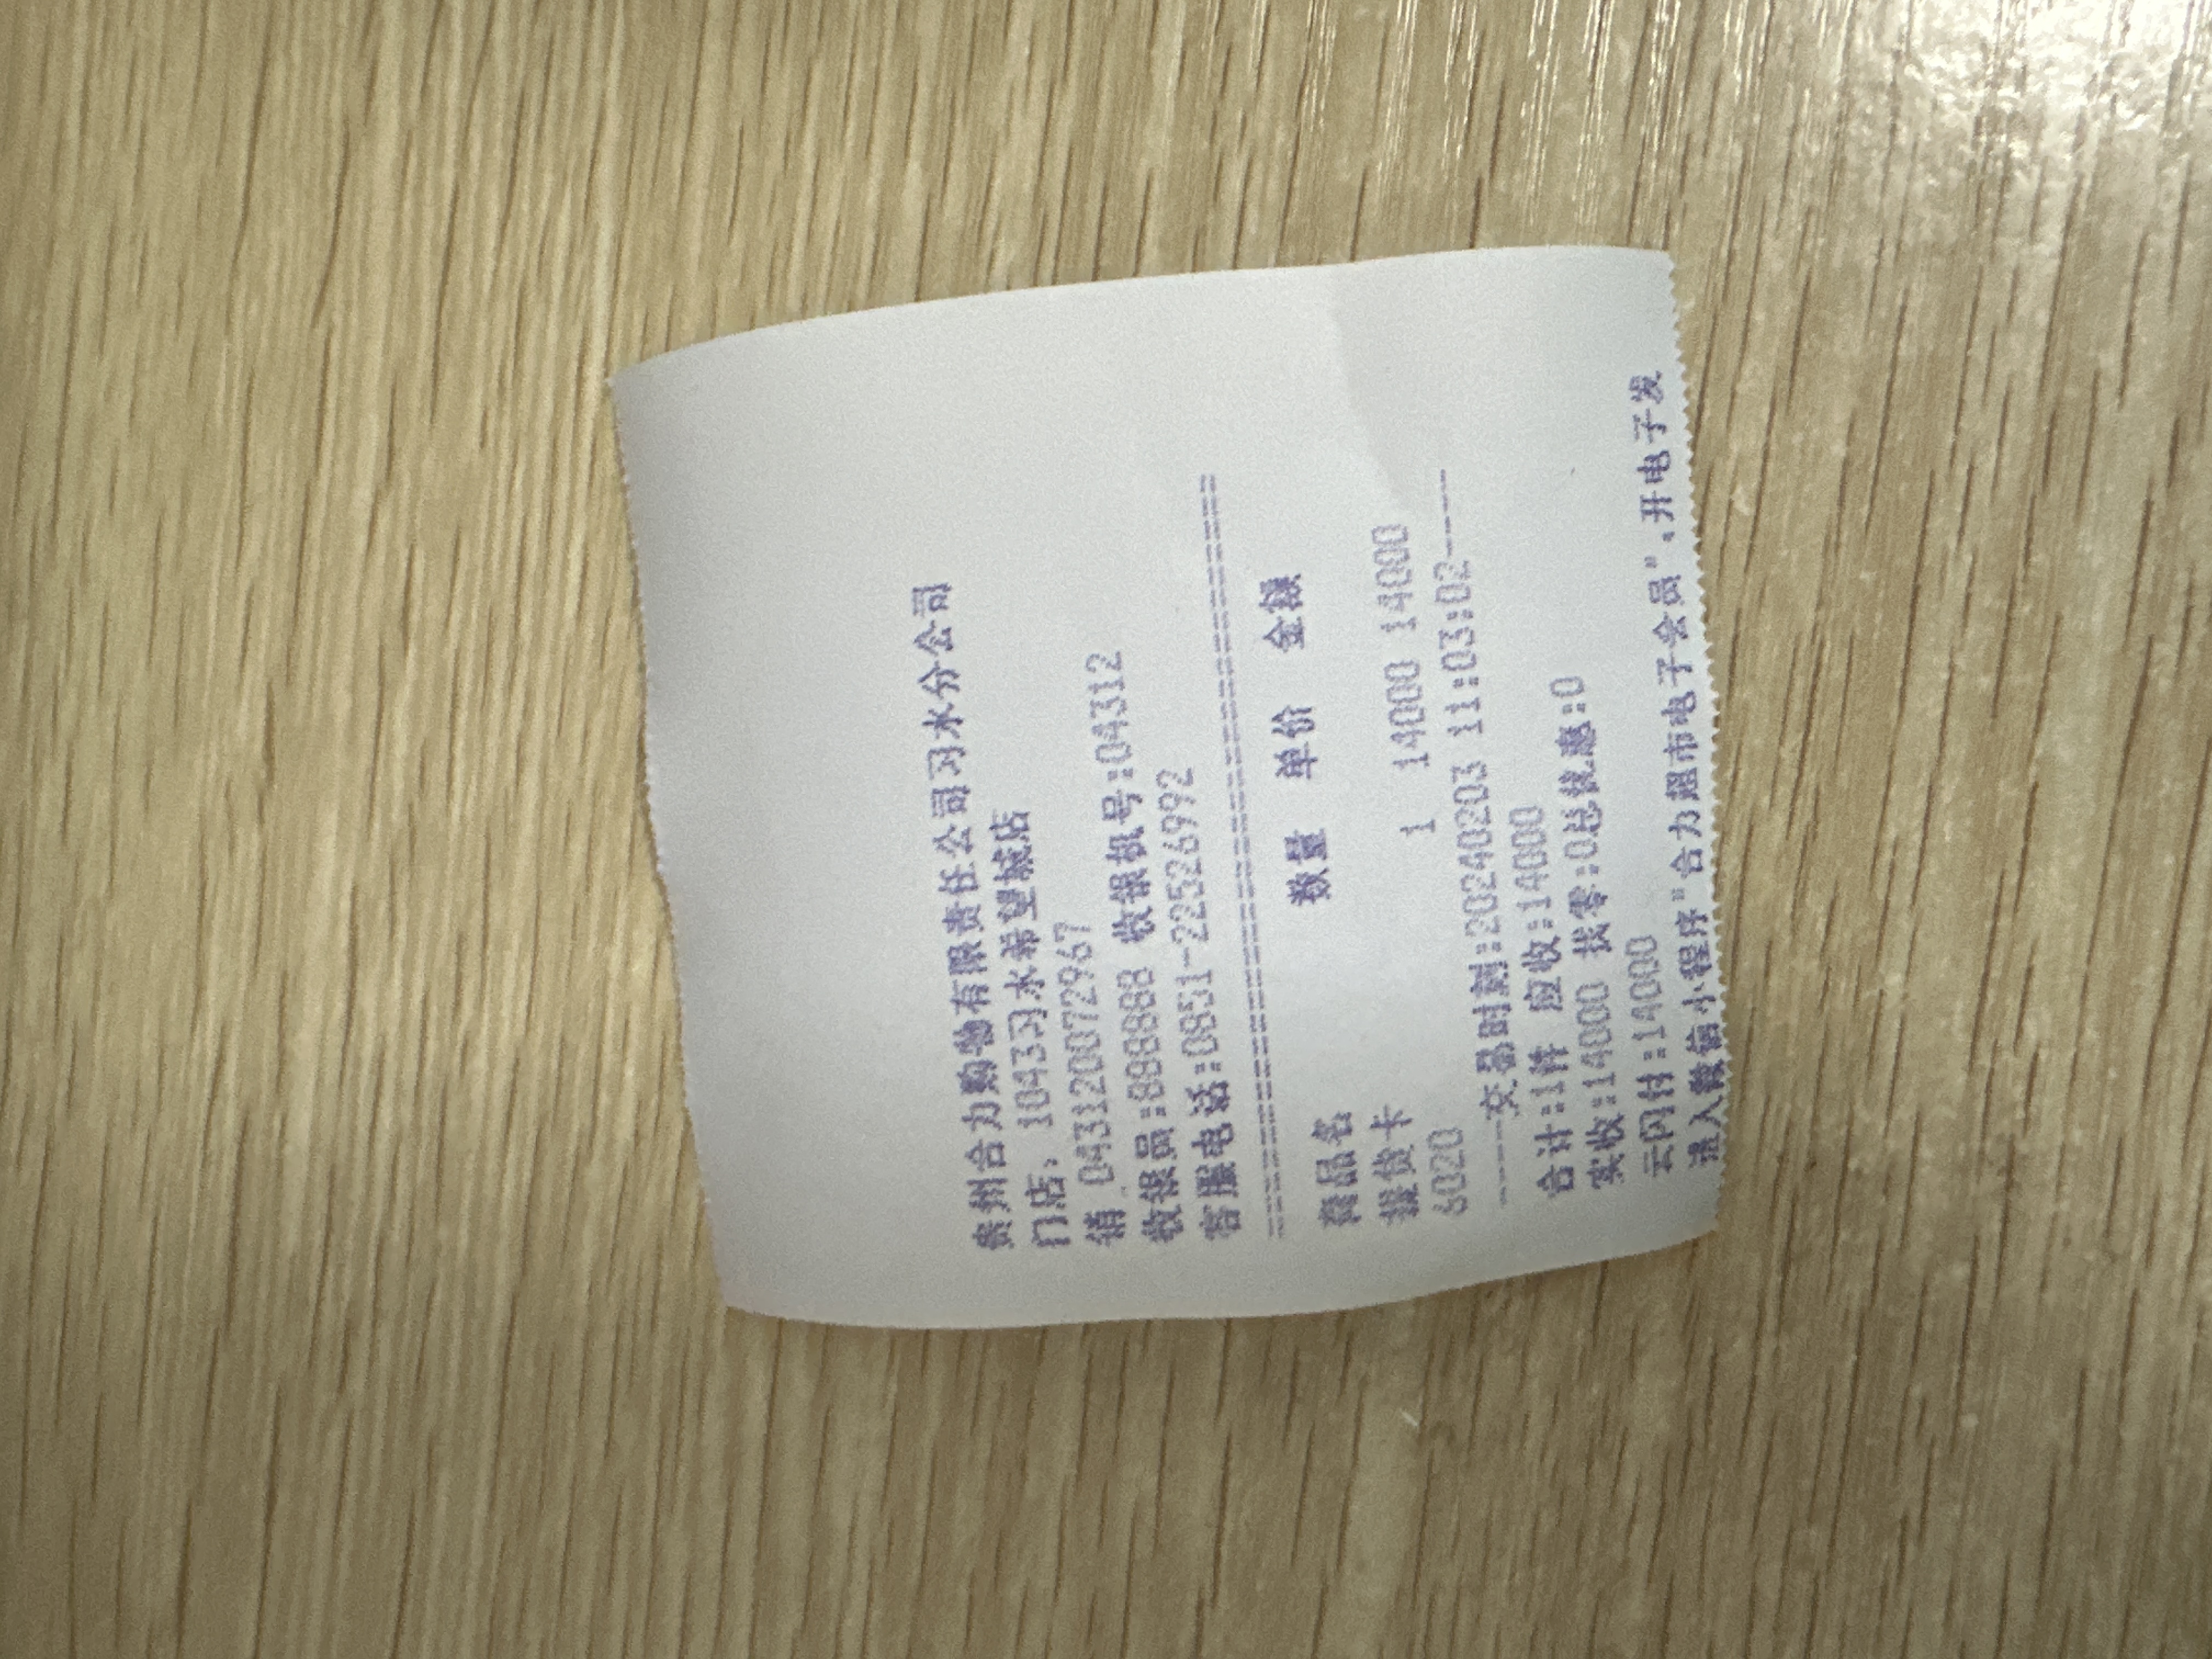 贵州合力购物有限责任公司习水分公司
门店: 1043习水希望城店
销 043120072967
收银员:888888 收银机号:04312
客服电话:0851-22526992
================================
商品名 数量 单价 金额
提货卡
6020 1 14000 14000
----交易时刻:20240203 11:03:02----
合计:1件 应收:14000
实收:14000 找零:0总优惠:0
云闪付:14000
进入微信小程序"合力超市电子会员",开电子发